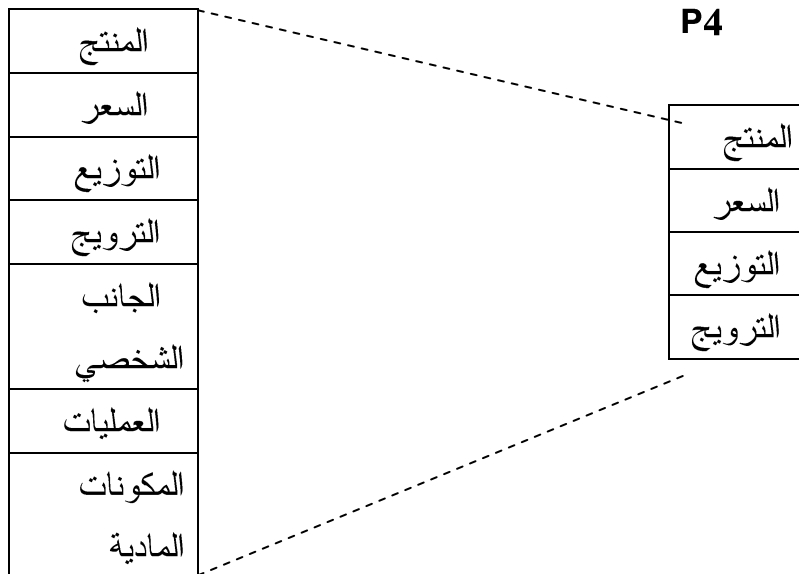 P4
المنتج
السعر
التوزيع
الترويج
المنتج
السعر
التوزيع
الترويج
الجانب
الشخصي
العمليات
المكونات
المادية